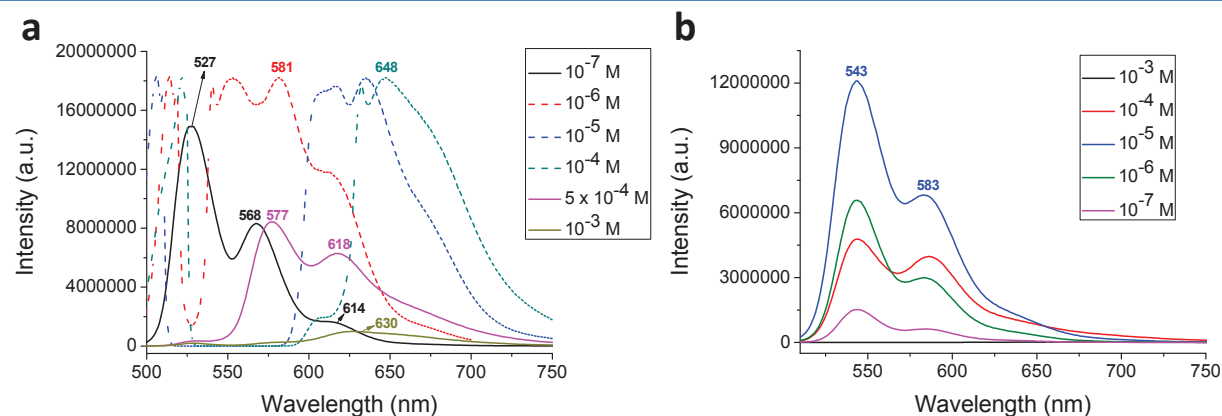 a
20000000
16000000
12000000
8000000
4000000
0
Intensity (a.u.)
500 550 600 650 700 750
Wavelength (nm)
527
581
648
568
577
618
614
630
10⁻⁷ M
10⁻⁶ M
10⁻⁵ M
10⁻⁴ M
5 x 10⁻⁴ M
10⁻³ M
b
12000000
9000000
6000000
3000000
0
Intensity (a.u.)
550 600 650 700 750
Wavelength (nm)
543
583
10⁻³ M
10⁻⁴ M
10⁻⁵ M
10⁻⁶ M
10⁻⁷ M